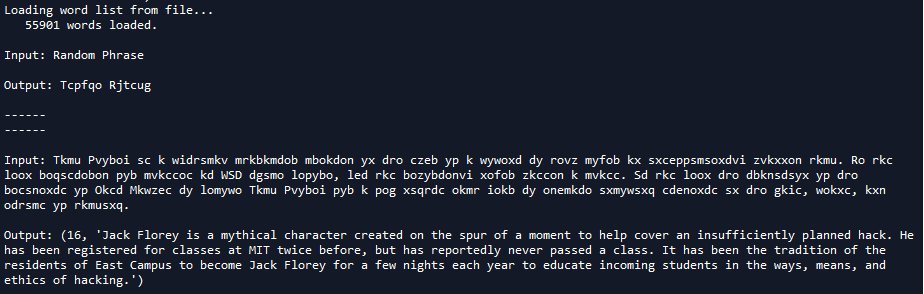 Loading word list from file...
   55901 words loaded.
Input: Random Phrase
Output: Tcpfqo Rjtcug
------
------
Input: Tkmu Pvyboi sc k widrsmkv mrkbkmdob mbokdon yx dro czeb yp k wywoxd dy rovz myfob kx sxceppsmsoxdvi zvkxxon rkmu. Ro rkc
loox boqscdobon pyb mvkccoc kd WSD dgsmo lopybo, led rkc bozybdonvi xofob zkccon k mvkcc. Sd rkc loox dro dbknsdsyx yp dro
bocsnoxdc yp Okcd Mkwzec dy lomywo Tkmu Pvyboi pyb k pog xsqrdc okmr iokb dy onemkdo sxmywsxq cdenoxdc sx dro gkic, wokxc, kxn
odrsmc yp rkmusxq.
Output: (16, 'Jack Florey is a mythical character created on the spur of a moment to help cover an insufficiently planned hack. He
has been registered for classes at MIT twice before, but has reportedly never passed a class. It has been the tradition of the
residents of East Campus to become Jack Florey for a few nights each year to educate incoming students in the ways, means, and
ethics of hacking.')